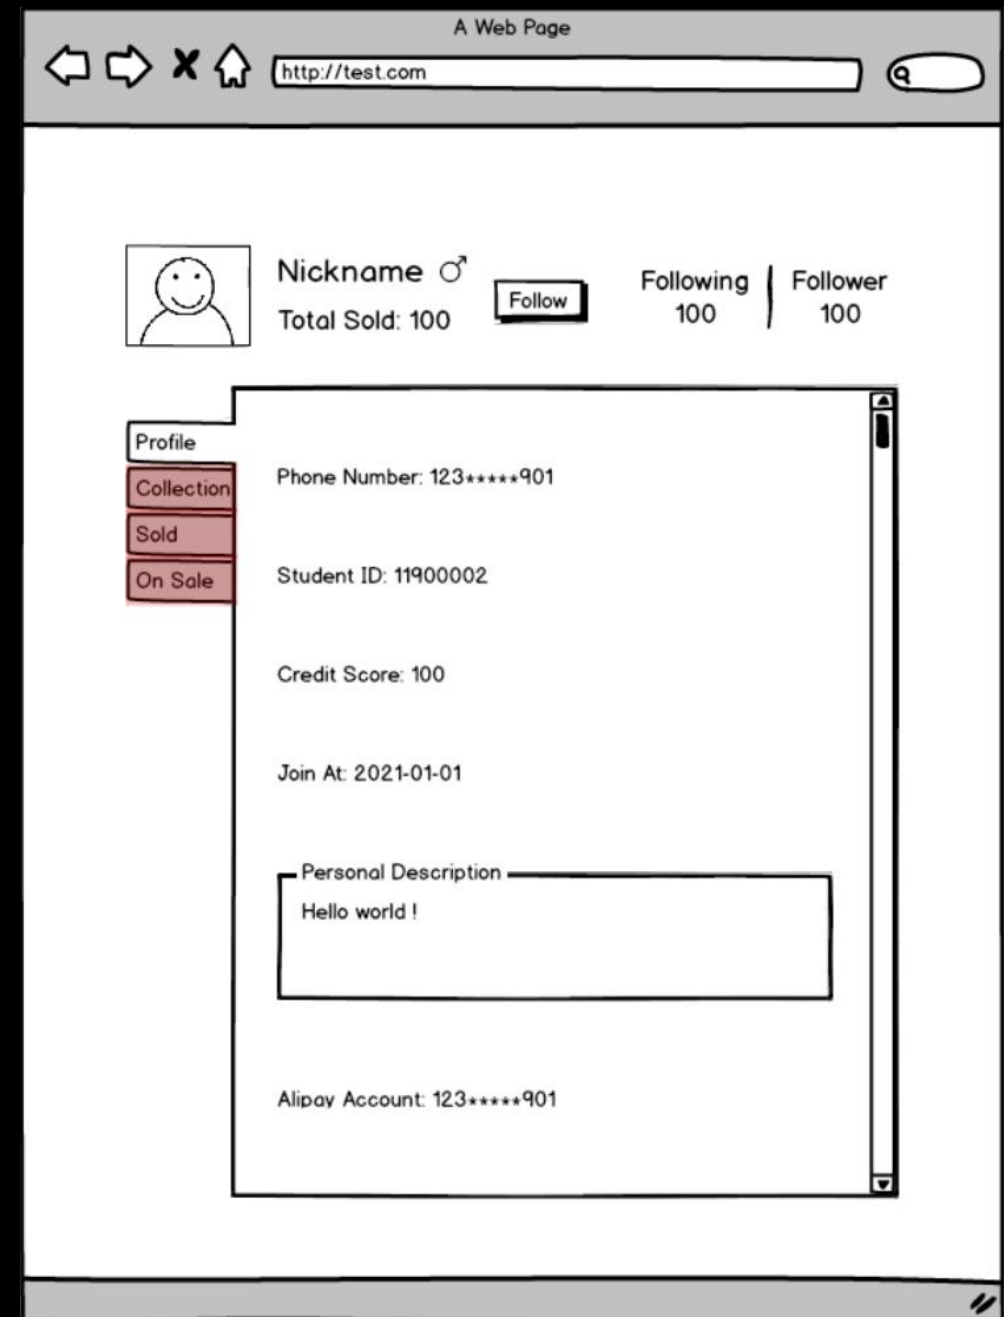 A Web Page
http://test.com
Nickname ♂
Total Sold: 100
Follow
Following
100
Follower
100
Profile
Collection
Sold
On Sale
Phone Number: 123*****901
Student ID: 11900002
Credit Score: 100
Join At: 2021-01-01
Personal Description
Hello world !
Alipay Account: 123*****901